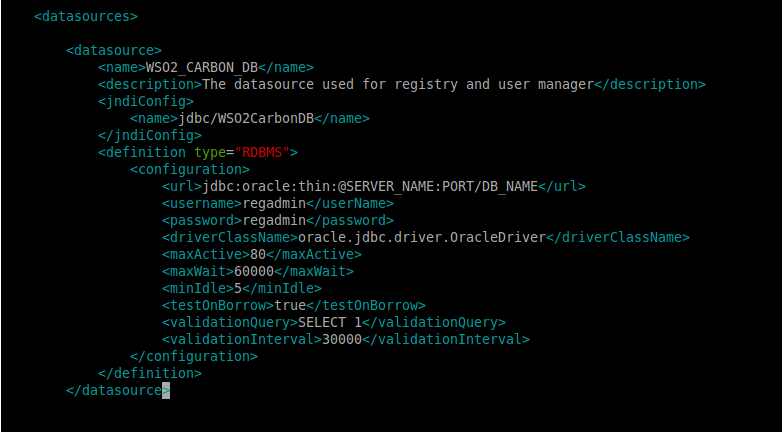 <datasources>
<datasource>
<name>WSO2_CARBON_DB</name>
<description>The datasource used for registry and user manager</description>
<jndiConfig>
<name>jdbc/WSO2CarbonDB</name>
</jndiConfig>
<definition type="RDBMS">
<configuration>
<url>jdbc:oracle:thin:@SERVER_NAME:PORT/DB_NAME</url>
<username>regadmin</userName>
<password>regadmin</password>
<driverClassName>oracle.jdbc.driver.OracleDriver</driverClassName>
<maxActive>80</maxActive>
<maxWait>60000</maxWait>
<minIdle>5</minIdle>
<testOnBorrow>true</testOnBorrow>
<validationQuery>SELECT 1</validationQuery>
<validationInterval>30000</validationInterval>
</configuration>
</definition>
</datasource>